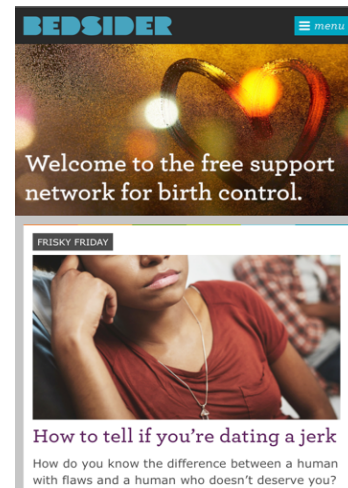 BEDSIDER
menu
Welcome to the free support
network for birth control.
FRISKY FRIDAY
How to tell if you're dating a jerk
How do you know the difference between a human
with flaws and a human who doesn't deserve you?